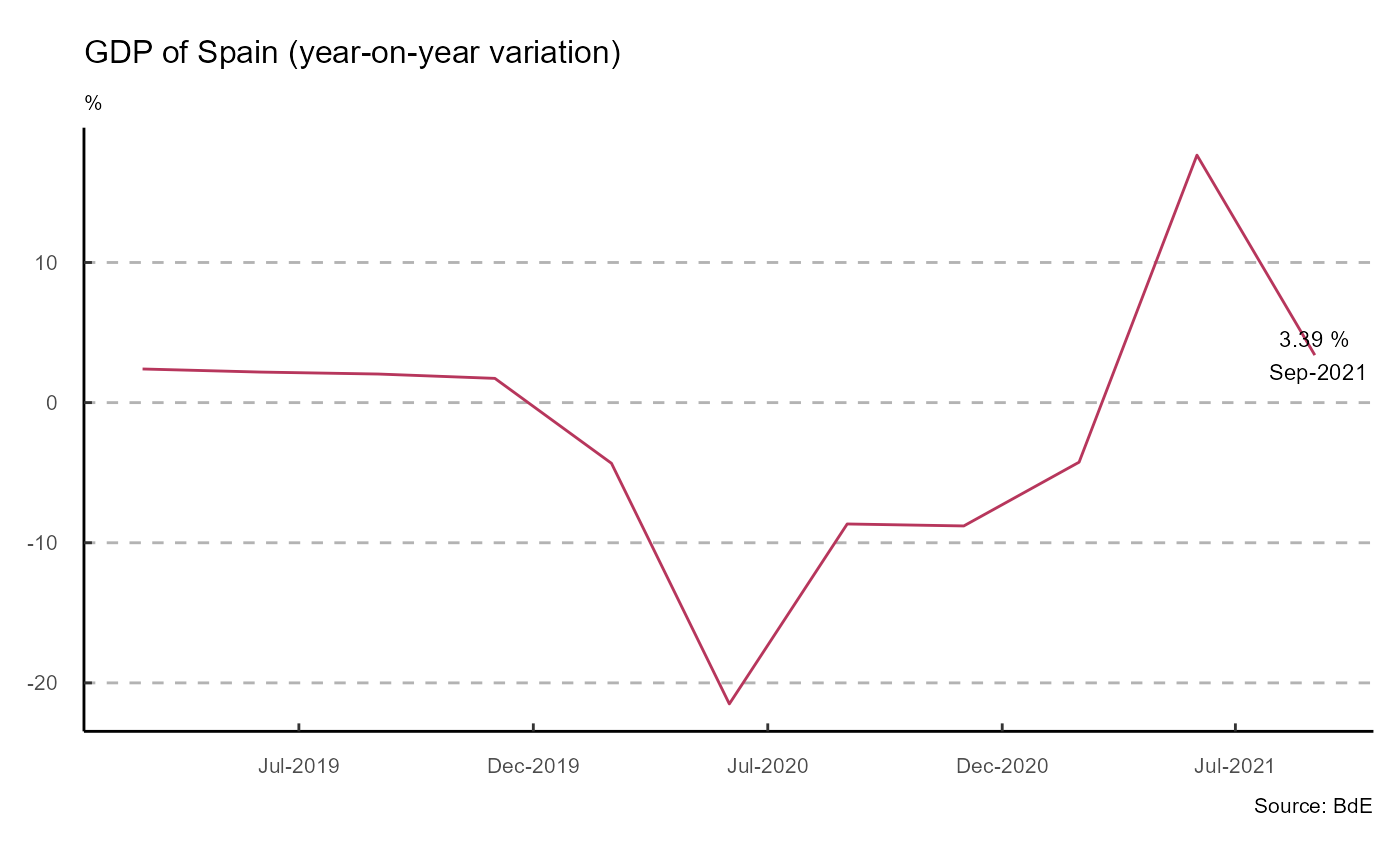 GDP of Spain (year-on-year variation)
%
10
0
-10
-20
3.39 %
Sep-2021
Jul-2019 Dec-2019 Jul-2020 Dec-2020 Jul-2021
Source: BdE